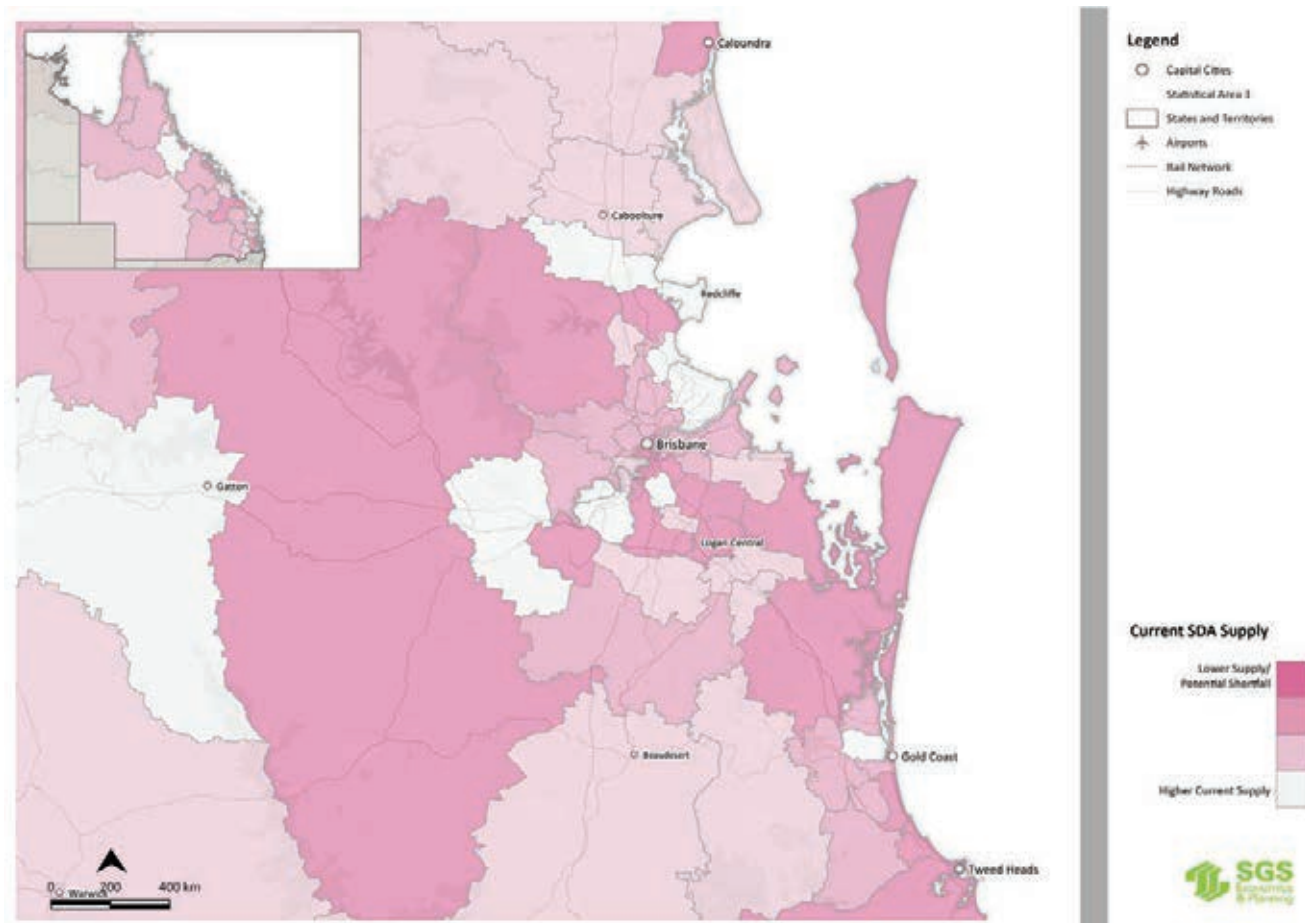 Caloundra
Caboolture
Redcliffe
Brisbane
Gatton
Logan Central
Beaudesert
Gold Coast
Tweed Heads
0 200 400 km
Warwick
Legend
Capital Cities
Statistical Area 3
States and Territories
Airports
Rail Network
Highway Roads
Current SDA Supply
Lower Supply/
Potential Shortfall
Higher Current Supply
SGS
Economics
& Planning